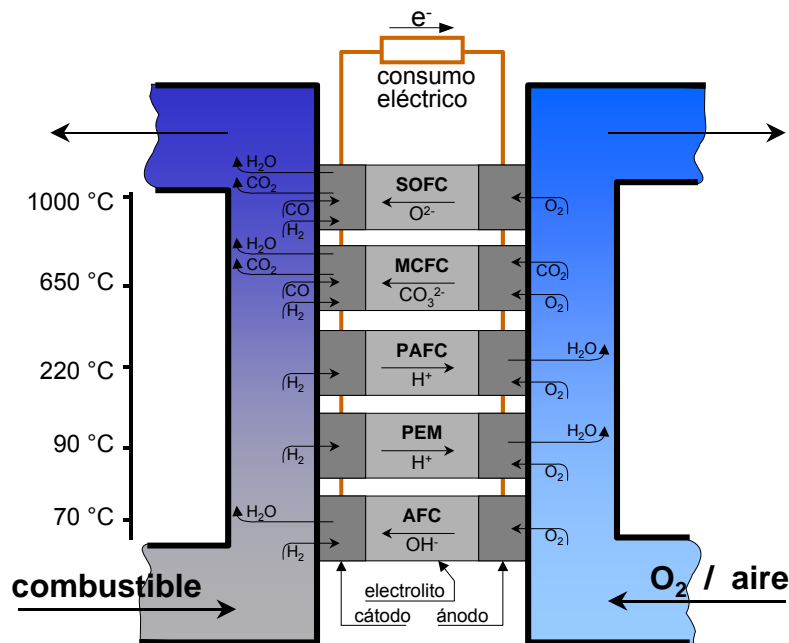 e⁻
consumo
eléctrico
H₂O
CO₂
CO
H₂
SOFC
O²⁻
O₂
1000 °C
H₂O
CO₂
CO
H₂
MCFC
CO₃²⁻
CO₂
O₂
650 °C
H₂
PAFC
H⁺
H₂O
O₂
220 °C
H₂
PEM
H⁺
H₂O
O₂
90 °C
H₂O
H₂
AFC
OH⁻
O₂
70 °C
combustible
electrolito
cátodo
ánodo
O₂ / aire